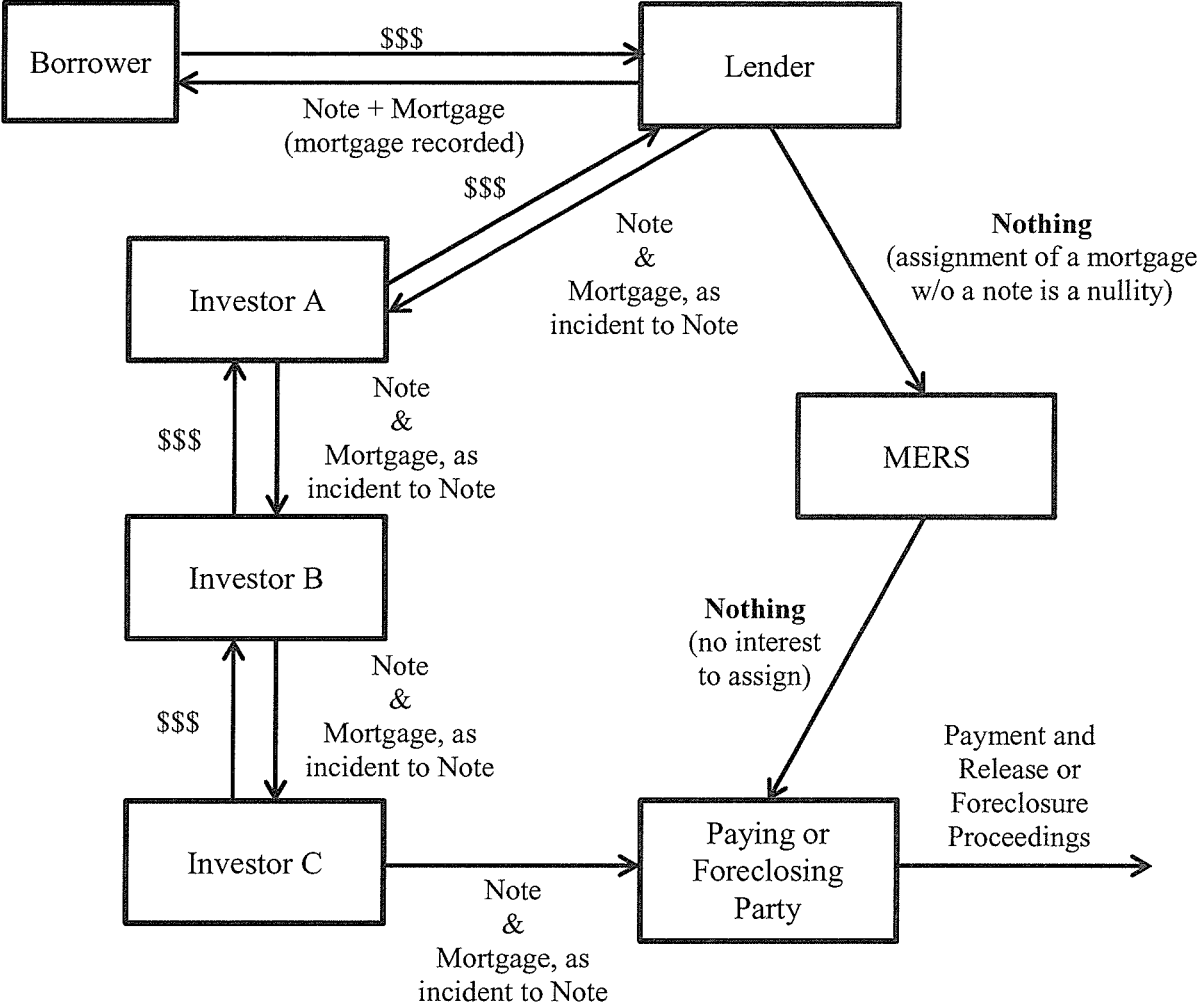 Borrower
$$$
Lender
Note + Mortgage
(mortgage recorded)
$$$
Note
&
Mortgage, as
incident to Note
Nothing
(assignment of a mortgage
w/o a note is a nullity)
Investor A
Note
&
Mortgage, as
incident to Note
$$$
MERS
Investor B
Nothing
(no interest
to assign)
Note
&
Mortgage, as
incident to Note
$$$
Payment and
Release or
Foreclosure
Proceedings
Investor C
Paying or
Foreclosing
Party
Note
&
Mortgage, as
incident to Note